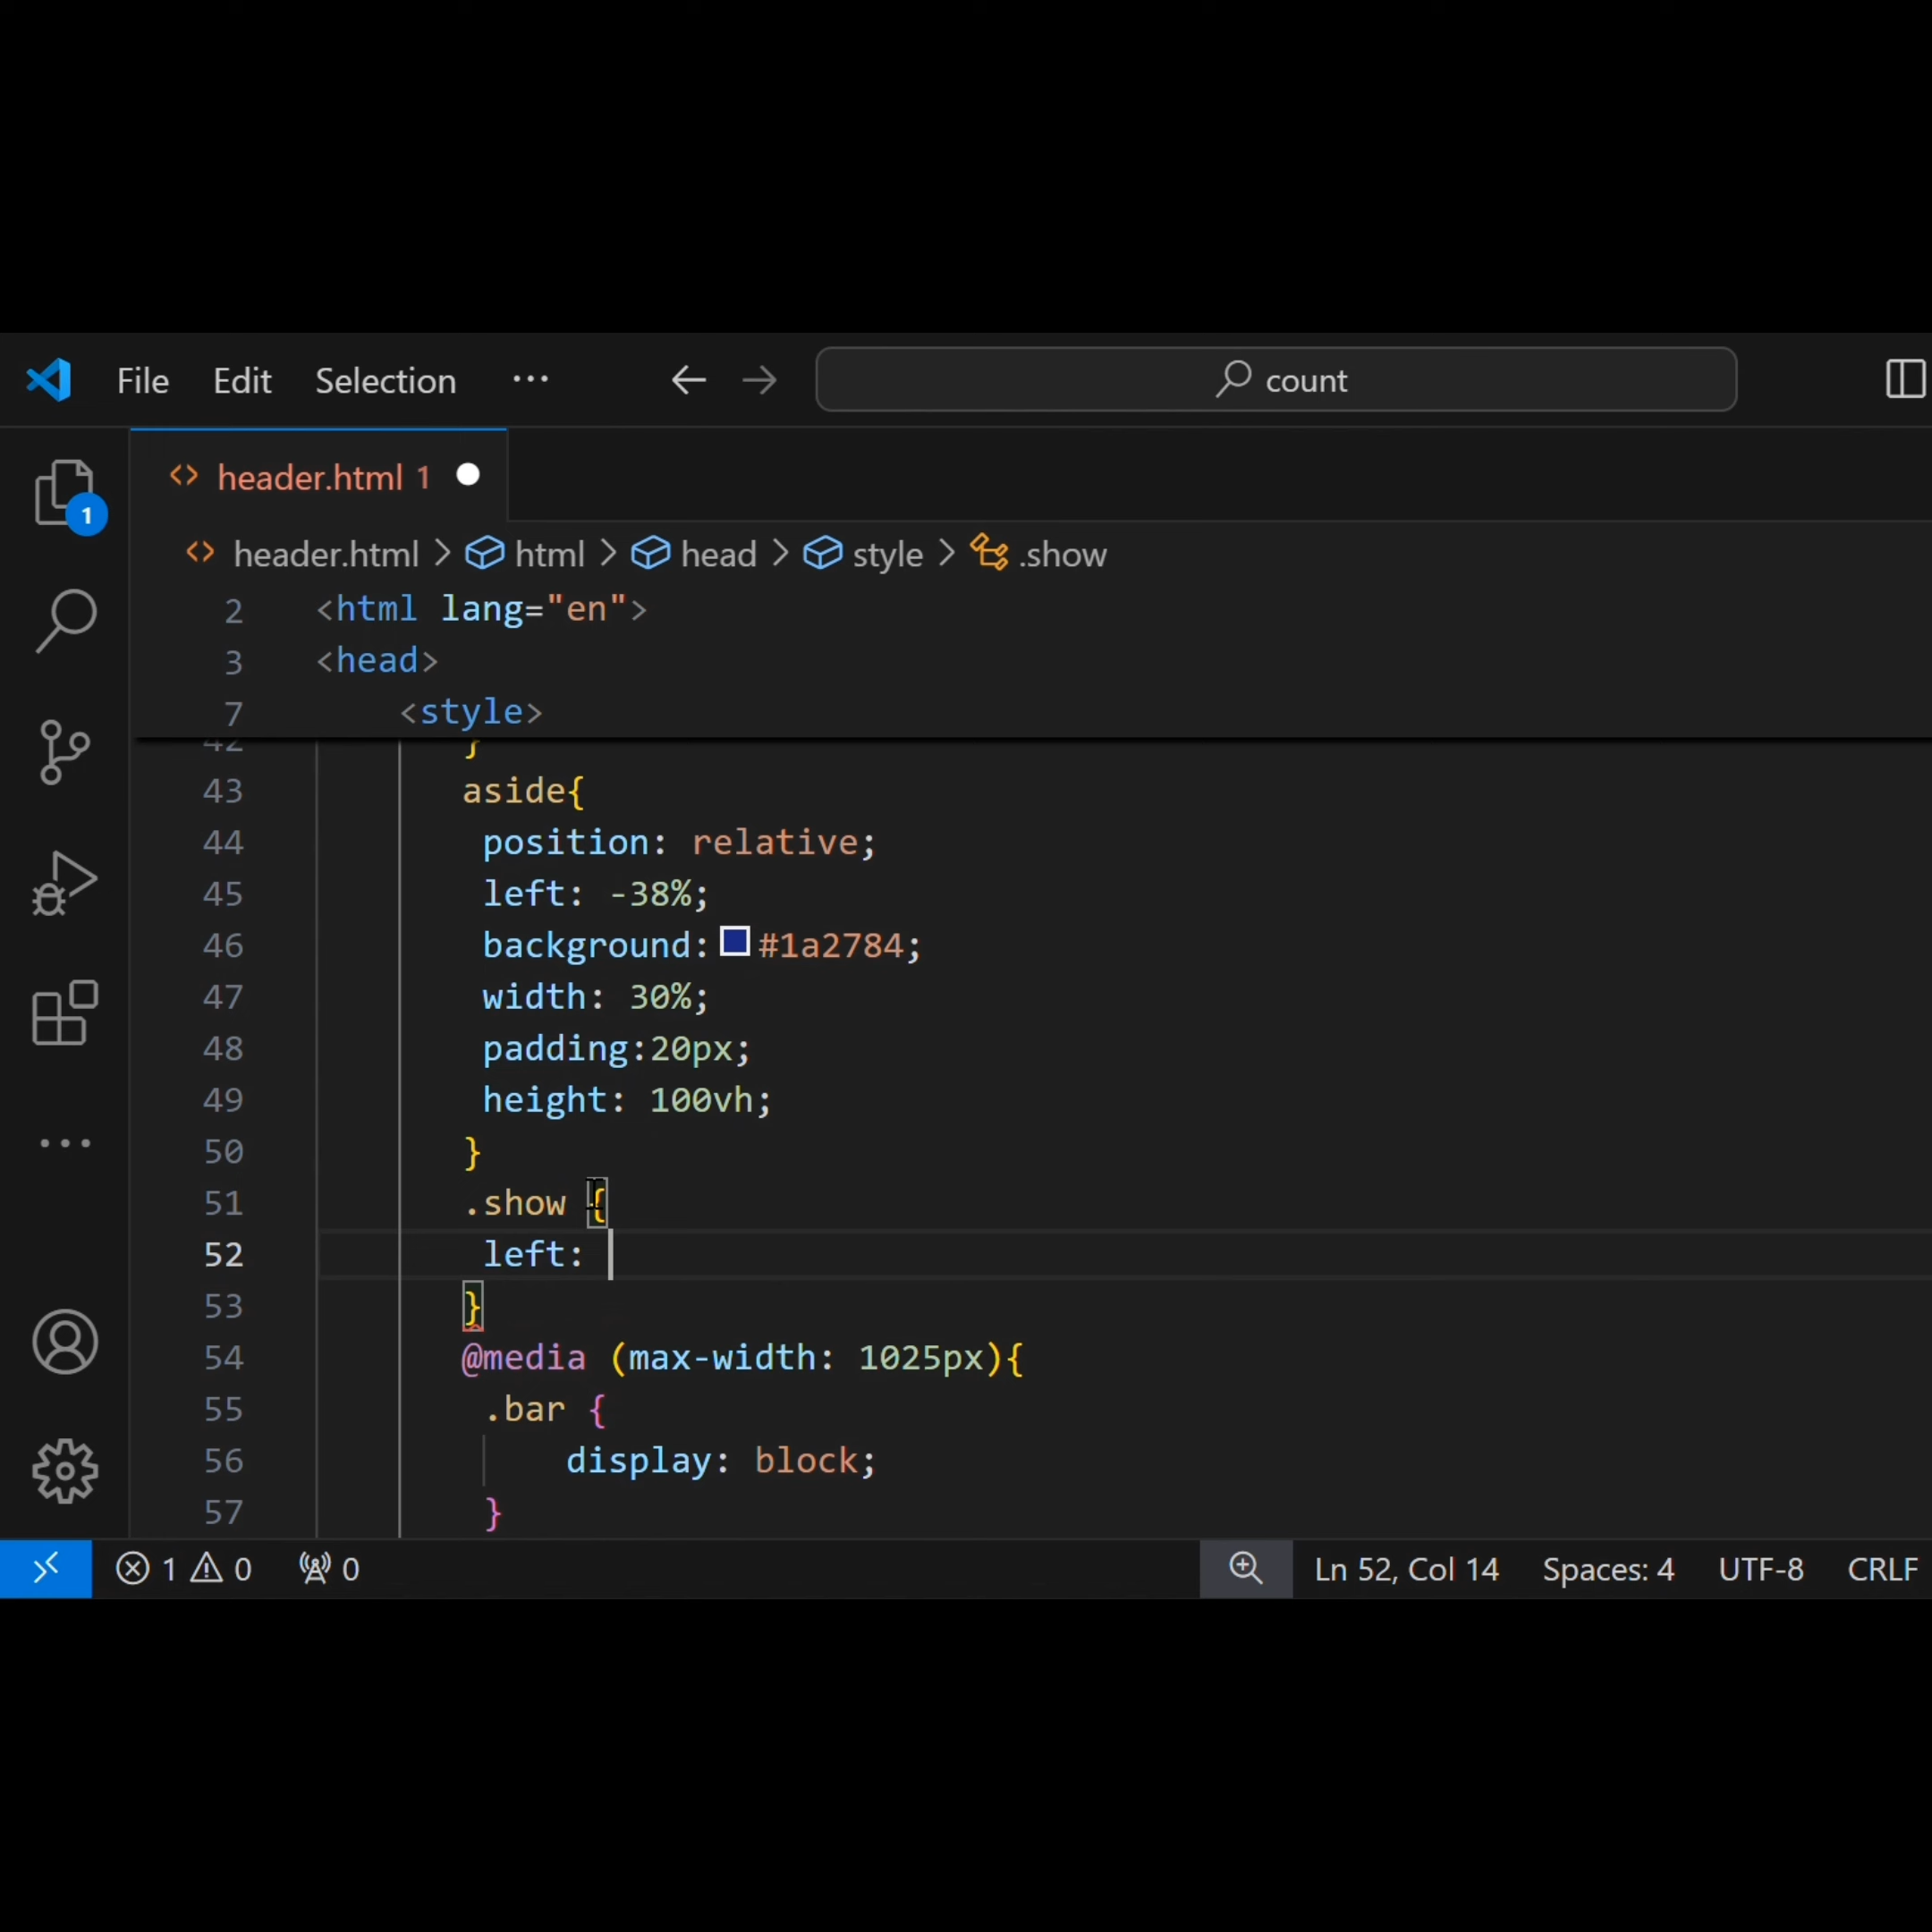 File Edit Selection ··· count
header.html 1
1
header.html > html > head > style > .show
2 <html lang="en">
3 <head>
7 <style>
42 }
43 aside{
44 position: relative;
45 left: -38%;
46 background: #1a2784;
47 width: 30%;
48 padding:20px;
49 height: 100vh;
50 }
51 .show {
52 left:
53 }
54 @media (max-width: 1025px){
55 .bar {
56 display: block;
57 }
1 0 0 Ln 52, Col 14 Spaces: 4 UTF-8 CRLF